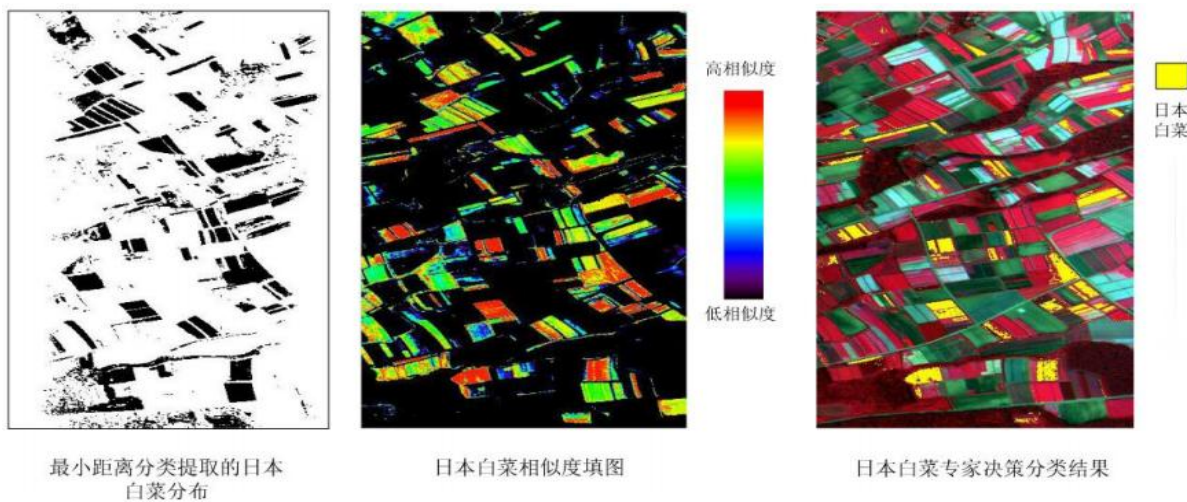 高相似度
低相似度
日本
白菜
最小距离分类提取的日本
白菜分布
日本白菜相似度填图
日本白菜专家决策分类结果